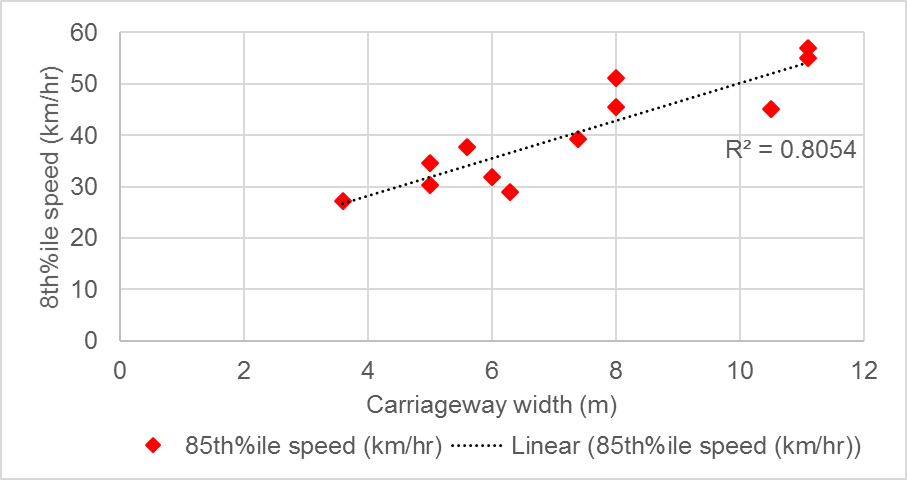 60
50
40
30
20
10
0
8th%ile speed (km/hr)
R² = 0.8054
0 2 4 6 8 10 12
Carriageway width (m)
85th%ile speed (km/hr) Linear (85th%ile speed (km/hr))